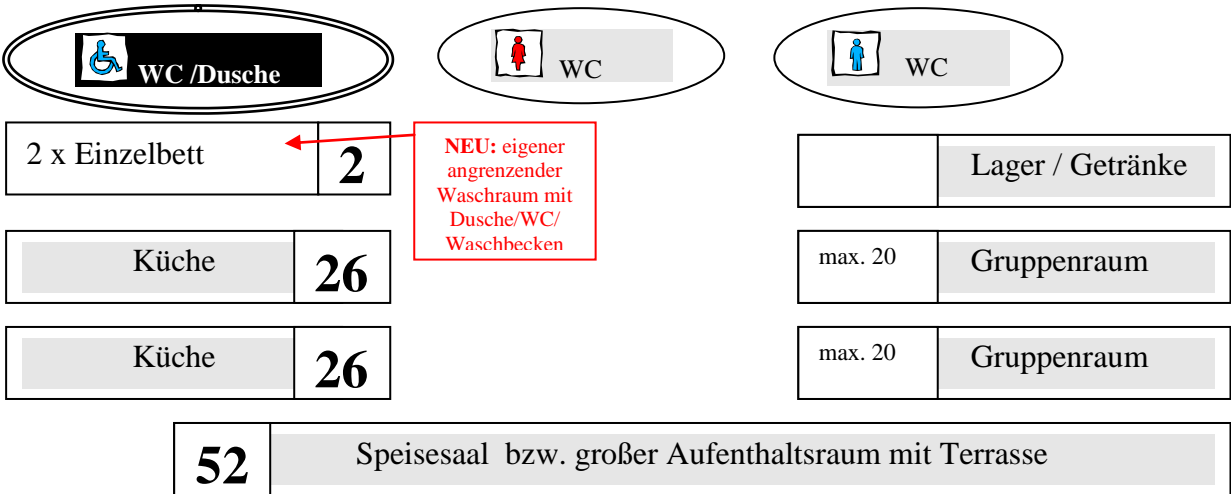 WC /Dusche
WC
WC
2 x Einzelbett
2
NEU: eigener
angrenzender
Waschraum mit
Dusche/WC/
Waschbecken
Lager / Getränke
Küche
26
max. 20
Gruppenraum
Küche
26
max. 20
Gruppenraum
52
Speisesaal bzw. großer Aufenthaltsraum mit Terrasse